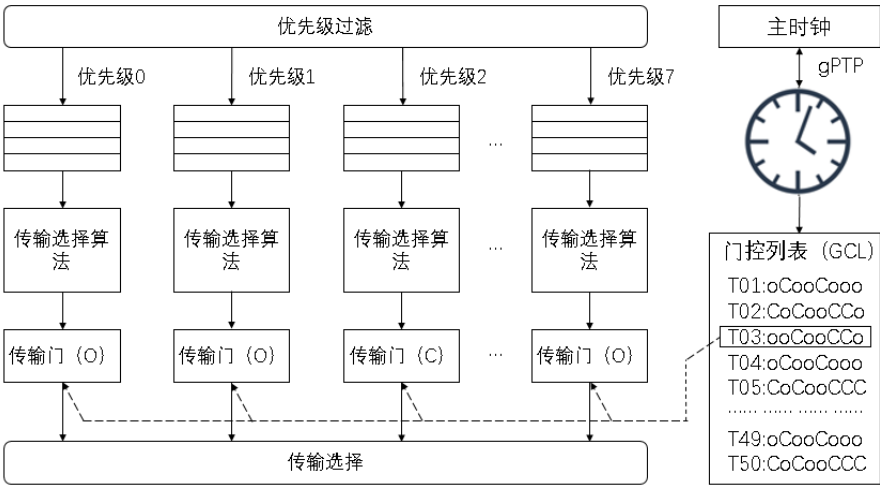 优先级过滤
主时钟
优先级0
优先级1
优先级2
优先级7
gPTP
...
传输选择算
法
传输选择算
法
传输选择算
法
...
传输选择算
法
门控列表（GCL）
T01:oCooCooo
T02:CoCooCCo
T03:ooCooCCo
T04:oCooCooo
T05:CoCooCCC
…… …… …… ……
T49:oCooCooo
T50:CoCooCCC
传输门｛O｝
传输门｛O｝
传输门｛C｝
...
传输门｛O｝
传输选择